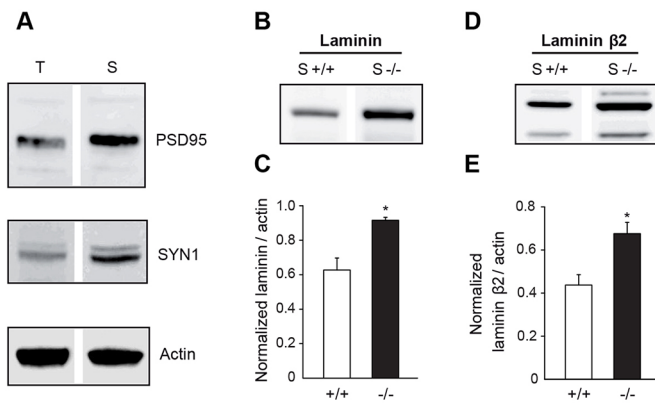 A
T S
PSD95
SYN1
Actin
B
Laminin
S +/+ S -/-
C
Normalized laminin / actin
1.0
0.8
0.6
0.4
0.2
0
*
+/+ -/-
D
Laminin β2
S +/+ S -/-
E
Normalized
laminin β2 / actin
0.8
0.6
0.4
0.2
0
*
+/+ -/-